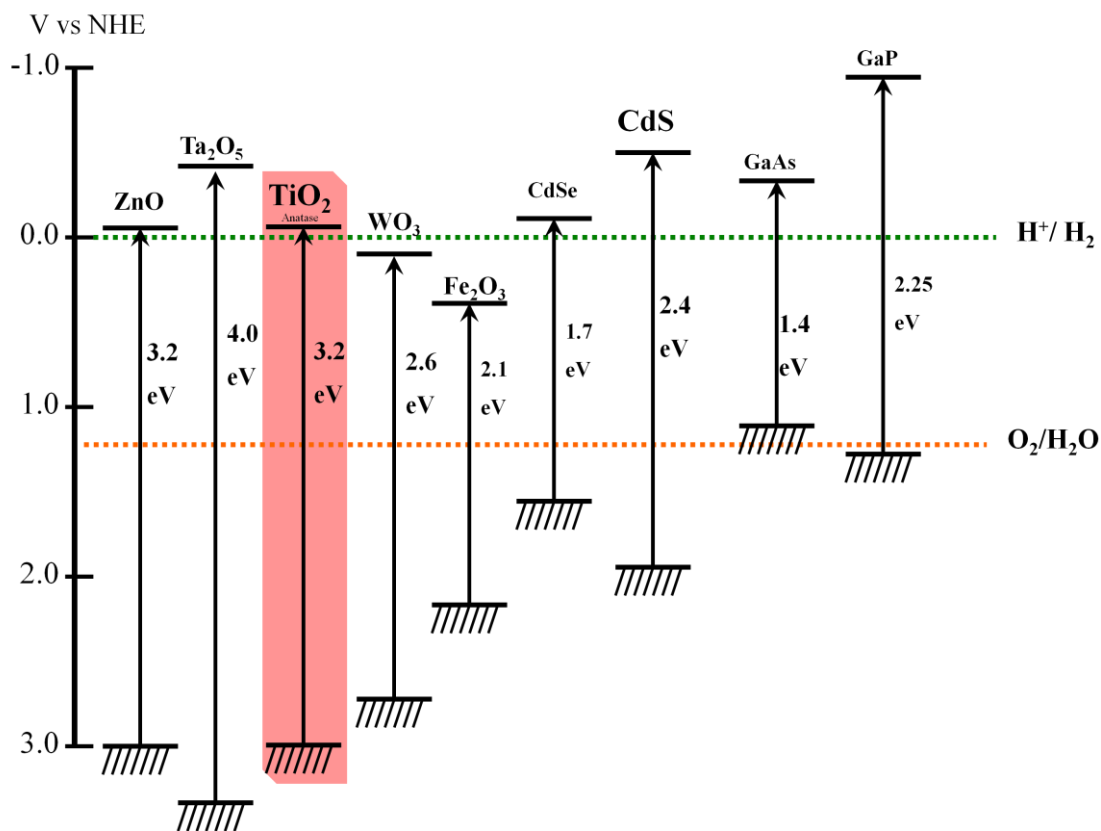 V vs NHE
-1.0
0.0
1.0
2.0
3.0
ZnO
3.2
eV
Ta₂O₅
4.0
eV
TiO₂
Anatase
3.2
eV
WO₃
2.6
eV
Fe₂O₃
2.1
eV
CdSe
1.7
eV
CdS
2.4
eV
GaAs
1.4
eV
GaP
2.25
eV
H⁺/ H₂
O₂/H₂O